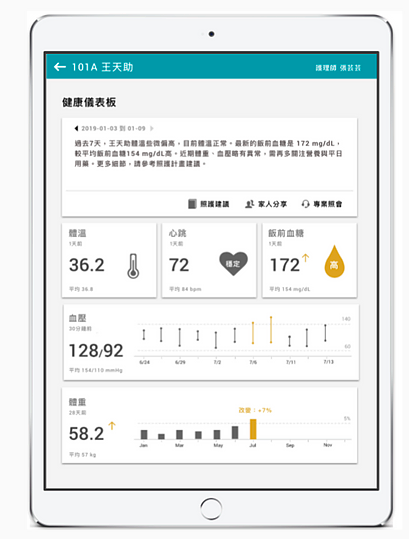 101A 王天助
護理師 張芸芸
健康儀表板
2019-01-03 到 01-09
過去7天，王天助體溫些微偏高，目前體溫正常。最新的飯前血糖是 172 mg/dL，
較平均飯前血糖154 mg/dL高。近期體重、血壓略有異常，需再多關注營養與平日
用藥。更多細節，請參考照護計畫建議。
照護建議 家人分享 專業照會
體溫
1天前
36.2
平均 36.8
心跳
1天前
72
穩定
平均 84 bpm
飯前血糖
1天前
172
高
平均 154 mg/dL
血壓
30分鐘前
128/92
平均 154/110 mmHg
140
60
6/24 6/29 7/2 7/6 7/11 7/13
體重
28天前
58.2
平均 57 kg
改變：+7%
5%
Jan Mar May Jul Sep Nov